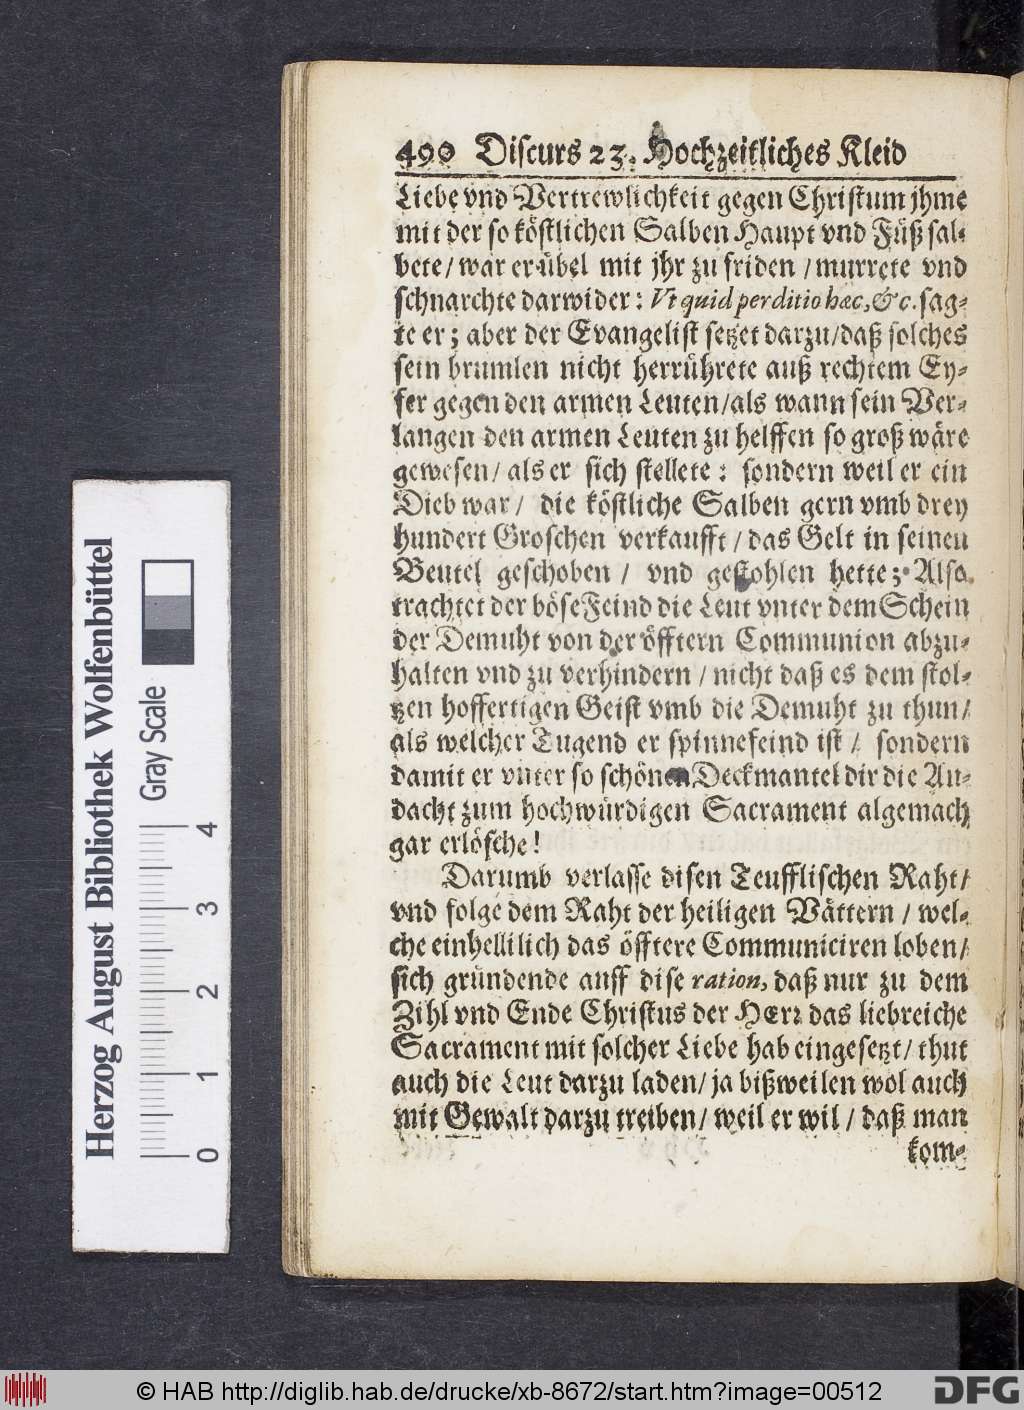 490 Discurs 23. Hochzeitliches Kleid
Liebe vnd Vertrewlichkeit gegen Christum jhme
mit der so köstlichen Salben Haupt vnd Füß sal-
bete / war er übel mit jhr zu friden / murrete vnd
schnarchte darwider: Vt quid perditio hæc, &c. sag-
te er; aber der Evangelist setzet darzu/daß solches
sein brumlen nicht herrührete auß rechtem Ey-
fer gegen den armen Leuten/als wann sein Ver-
langen den armen Leuten zu helffen so groß wäre
gewesen / als er sich stellete: sondern weil er ein
Dieb war / die köstliche Salben gern vmb drey
hundert Groschen verkaufft / das Gelt in seinen
Beutel geschoben / vnd gestohlen hette; Also
trachtet der böse Feind die Leut vnter dem Schein
der Demuht von der öfftern Communion abzu-
halten vnd zu verhindern / nicht daß es dem stol-
tzen hoffertigen Geist vmb die Demuht zu thun/
als welcher Tugend er spinnefeind ist / sondern
damit er vnter so schönen Deckmantel dir die An-
dacht zum hochwürdigen Sacrament algemach
gar erlösche!
Darumb verlasse disen Teufflischen Raht/
vnd folge dem Raht der heiligen Vättern / wel-
che einhellilich das öfftere Communiciren loben/
sich gründende auff dise ration, daß nur zu dem
Zihl vnd Ende Christus der HErr das liebreiche
Sacrament mit solcher Liebe hab eingesetzt / thut
auch die Leut darzu laden / ja bißweilen wol auch
mit Gewalt darzu treiben / weil er wil / daß man
kom-
Herzog August Bibliothek Wolfenbüttel
Gray Scale
0 1 2 3 4
© HAB http://diglib.hab.de/drucke/xb-8672/start.htm?image=00512
DFG